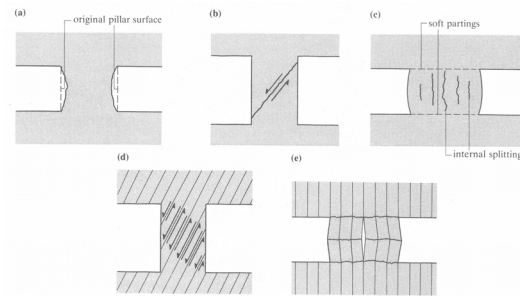 (a)
original pillar surface
(b)
(c)
soft partings
internal splitting
(d)
(e)